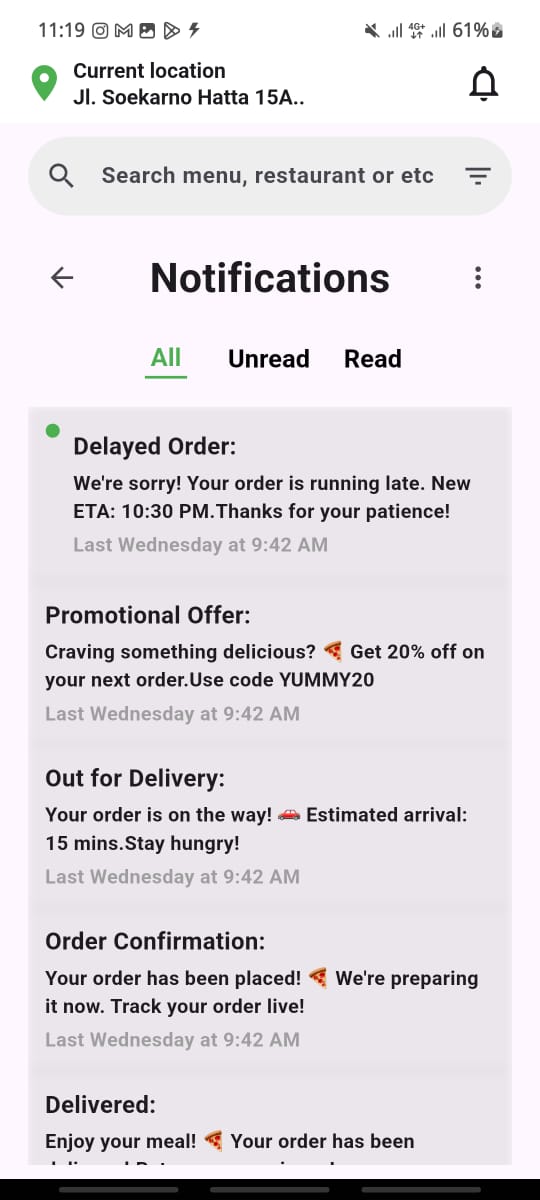 11:19 61%
4G+
Current location
Jl. Soekarno Hatta 15A..
Search menu, restaurant or etc
Notifications
All Unread Read
Delayed Order:
We're sorry! Your order is running late. New
ETA: 10:30 PM.Thanks for your patience!
Last Wednesday at 9:42 AM
Promotional Offer:
Craving something delicious? 🍕 Get 20% off on
your next order.Use code YUMMY20
Last Wednesday at 9:42 AM
Out for Delivery:
Your order is on the way! 🚗 Estimated arrival:
15 mins.Stay hungry!
Last Wednesday at 9:42 AM
Order Confirmation:
Your order has been placed! 🍕 We're preparing
it now. Track your order live!
Last Wednesday at 9:42 AM
Delivered:
Enjoy your meal! 🍕 Your order has been